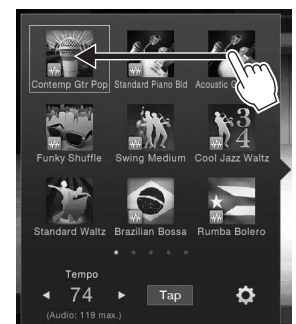 Contemp Gtr Pop Standard Piano Bld Acoustic G
3
4
Funky Shuffle Swing Medium Cool Jazz Waltz
Standard Waltz Brazilian Bossa Rumba Bolero
Tempo
74 Tap
(Audio: 119 max.)